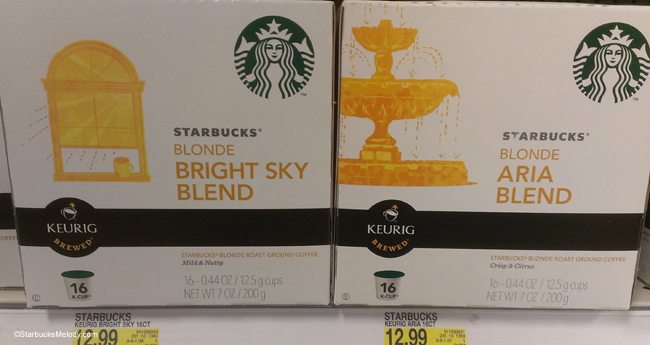 STARBUCKS®
BLONDE
BRIGHT SKY
BLEND
KEURIG
BREWED
STARBUCKS® BLONDE ROAST GROUND COFFEE
Mild & Nutty
16
K-CUP
16-0.44 OZ / 12.5 g cups
NET WT 7 OZ / 200 g
STARBUCKS®
BLONDE
ARIA
BLEND
KEURIG
BREWED
STARBUCKS® BLONDE ROAST GROUND COFFEE
Crisp & Citrus
16
K-CUP
16-0.44 OZ / 12.5 g cups
NET WT 7 OZ / 200 g
STARBUCKS
KEURIG BRIGHT SKY 16CT
.99
STARBUCKS
KEURIG ARIA 16CT
12.99
©StarbucksMelody.com